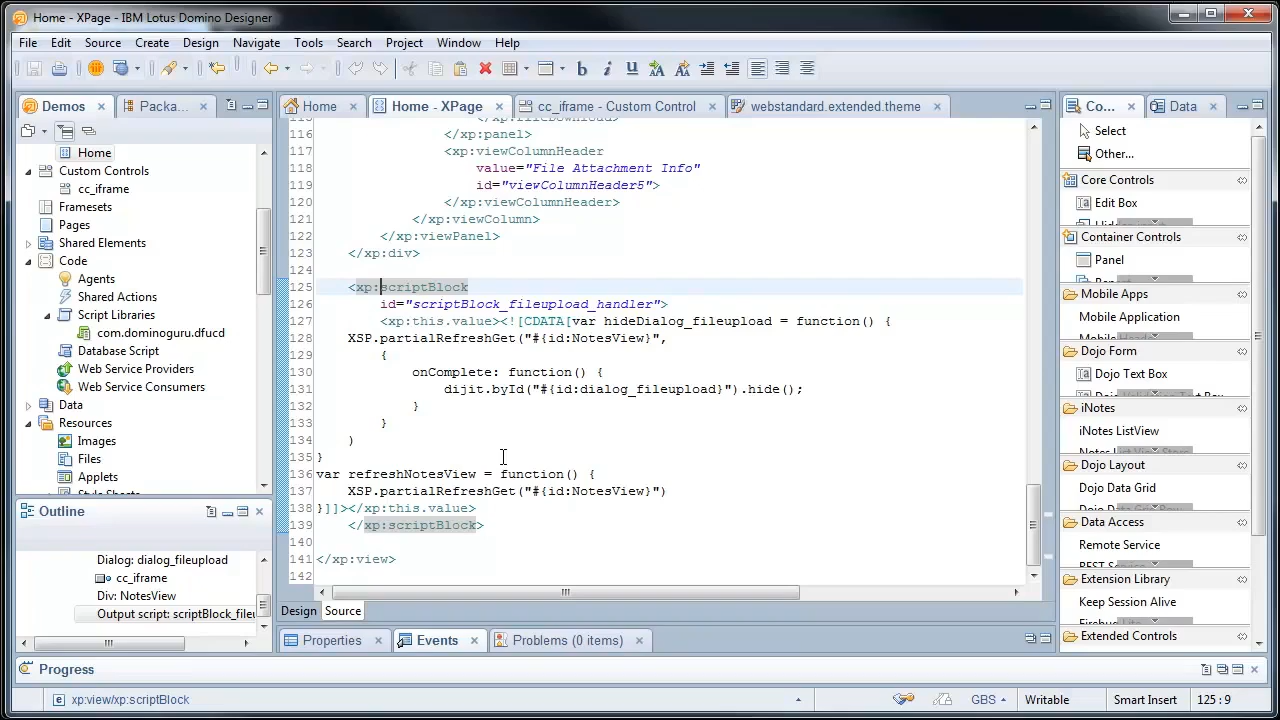 Home - XPage - IBM Lotus Domino Designer
File Edit Source Create Design Navigate Tools Search Project Window Help
Demos Packa...
Home
Custom Controls
cc_iframe
Framesets
Pages
Shared Elements
Code
Agents
Shared Actions
Script Libraries
com.dominoguru.dfucd
Database Script
Web Service Providers
Web Service Consumers
Data
Resources
Images
Files
Applets
Outline
Dialog: dialog_fileupload
cc_iframe
Div: NotesView
Output script: scriptBlock_fileu
Home Home - XPage cc_iframe - Custom Control webstandard.extended.theme
116 </xp:panel>
117 <xp:viewColumnHeader
118 value="File Attachment Info"
119 id="viewColumnHeader5">
120 </xp:viewColumnHeader>
121 </xp:viewColumn>
122 </xp:viewPanel>
123 </xp:div>
124
125 <xp:scriptBlock
126 id="scriptBlock_fileupload_handler">
127 <xp:this.value><![CDATA[var hideDialog_fileupload = function() {
128 XSP.partialRefreshGet("#{id:NotesView}",
129 {
130 onComplete: function() {
131 dijit.byId("#{id:dialog_fileupload}").hide();
132 }
133 }
134 )
135 }
136 var refreshNotesView = function() {
137 XSP.partialRefreshGet("#{id:NotesView}")
138 }]]></xp:this.value>
139 </xp:scriptBlock>
140
141 </xp:view>
142
Design Source
Properties Events Problems (0 items)
Co... Data
Select
Other...
Core Controls
Edit Box
Container Controls
Panel
Mobile Apps
Mobile Application
Dojo Form
Dojo Text Box
iNotes
iNotes ListView
Dojo Layout
Dojo Data Grid
Data Access
Remote Service
Extension Library
Keep Session Alive
Extended Controls
Progress
xp:view/xp:scriptBlock GBS Writable Smart Insert 125 : 9